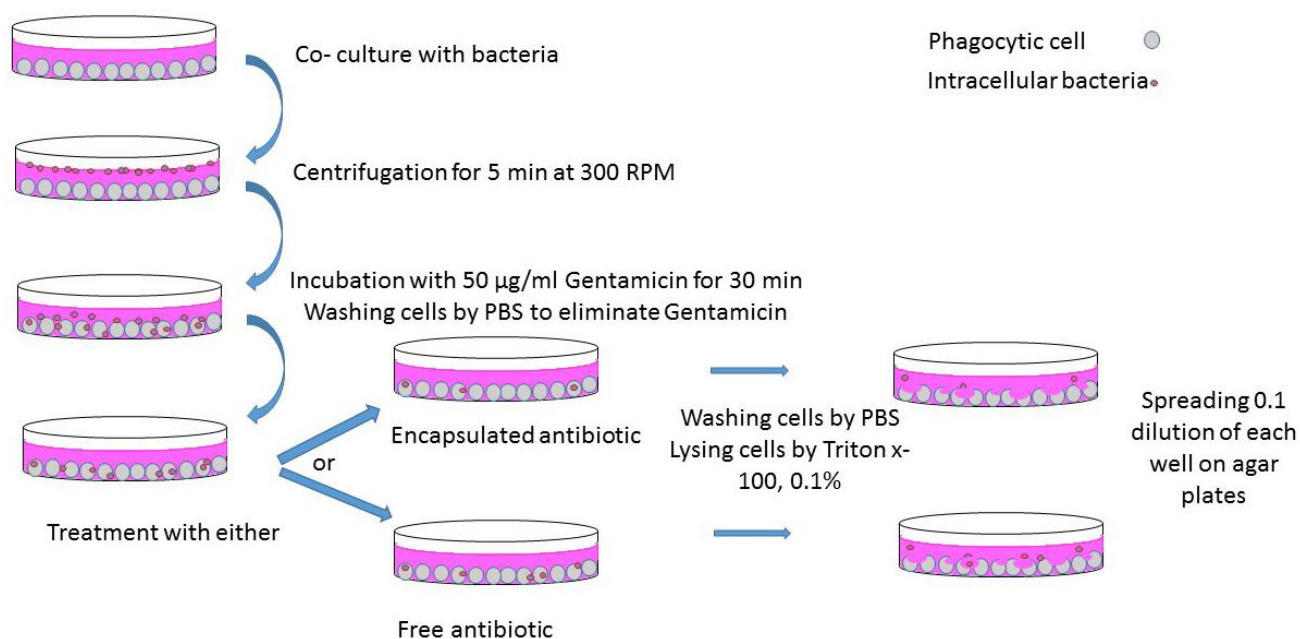 Co- culture with bacteria
Phagocytic cell
Intracellular bacteria
Centrifugation for 5 min at 300 RPM
Incubation with 50 µg/ml Gentamicin for 30 min
Washing cells by PBS to eliminate Gentamicin
Treatment with either
or
Encapsulated antibiotic
Free antibiotic
Washing cells by PBS
Lysing cells by Triton x-
100, 0.1%
Spreading 0.1
dilution of each
well on agar
plates